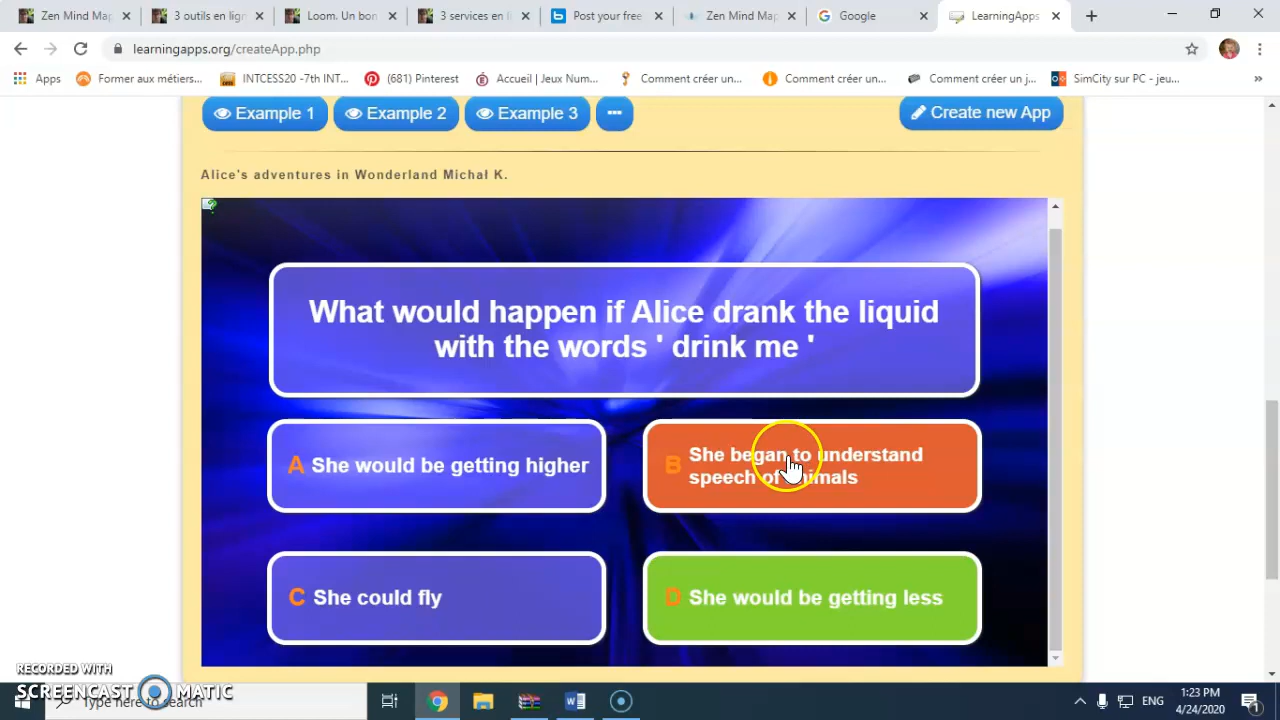 Zen Mind Map
3 outils en lign
Loom. Un bon
3 services en l
Post your free
Zen Mind Map
Google
LearningApps
learningapps.org/createApp.php
Apps
Former aux métiers...
INTCESS20 -7th INT...
(681) Pinterest
Accueil | Jeux Num...
Comment créer un...
Comment créer un...
Comment créer un j...
SimCity sur PC - jeu...
»
Example 1
Example 2
Example 3
Create new App
Alice's adventures in Wonderland Michał K.
What would happen if Alice drank the liquid
with the words ' drink me '
A She would be getting higher
B She began to understand
speech of animals
C She could fly
D She would be getting less
RECORDED WITH
SCREENCAST MATIC
Type here to search
ENG
1:23 PM
4/24/2020